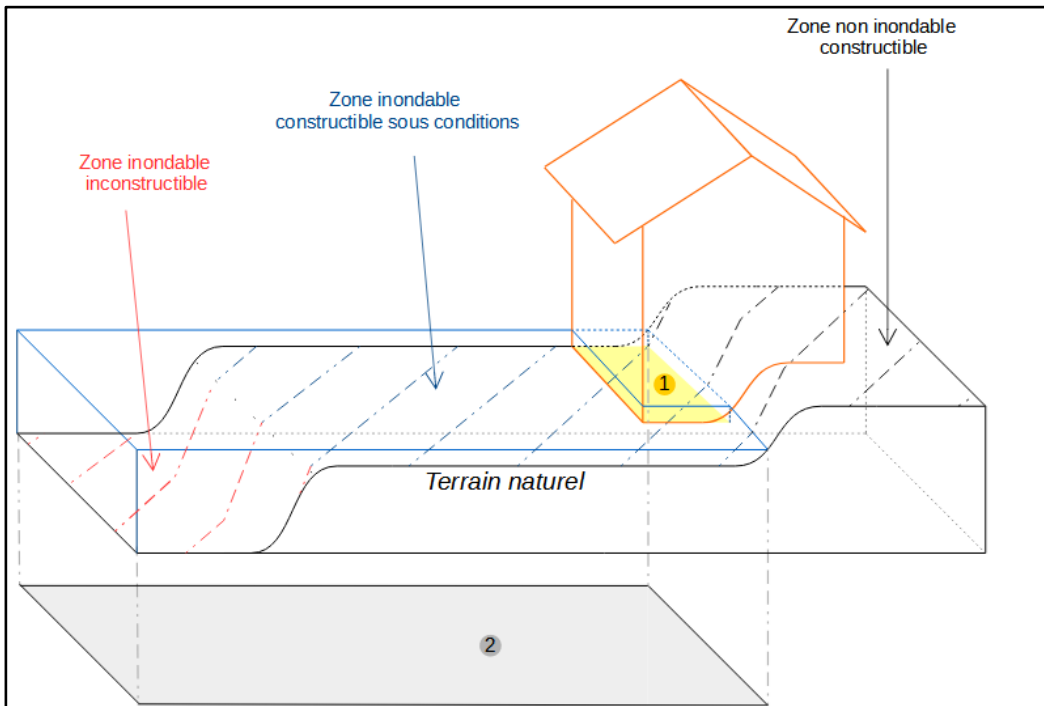 Zone non inondable
constructible
Zone inondable
constructible sous conditions
Zone inondable
inconstructible
1
Terrain naturel
2